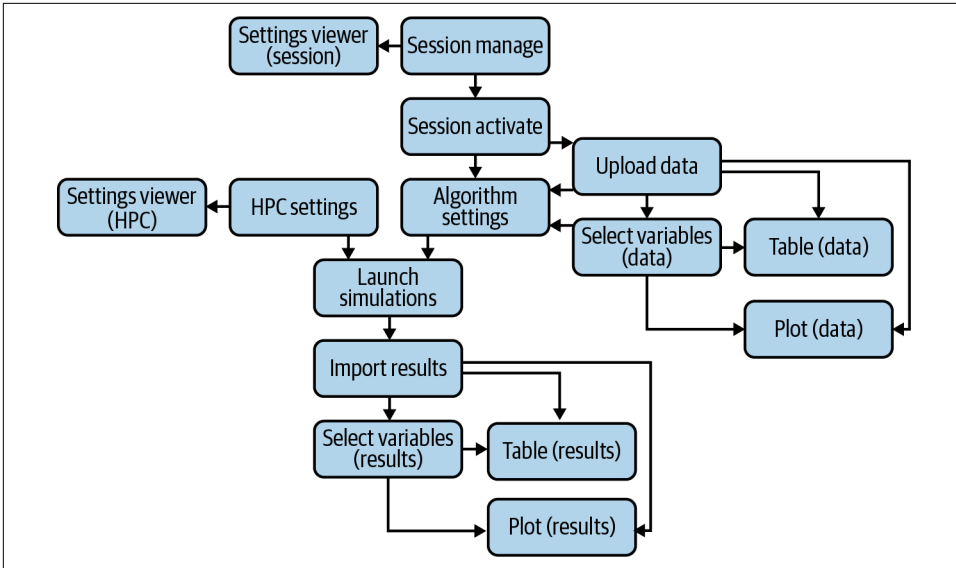 Settings viewer
(session)
Session manage
Session activate
Upload data
Settings viewer
(HPC)
HPC settings
Algorithm
settings
Select variables
(data)
Table (data)
Launch
simulations
Plot (data)
Import results
Select variables
(results)
Table (results)
Plot (results)